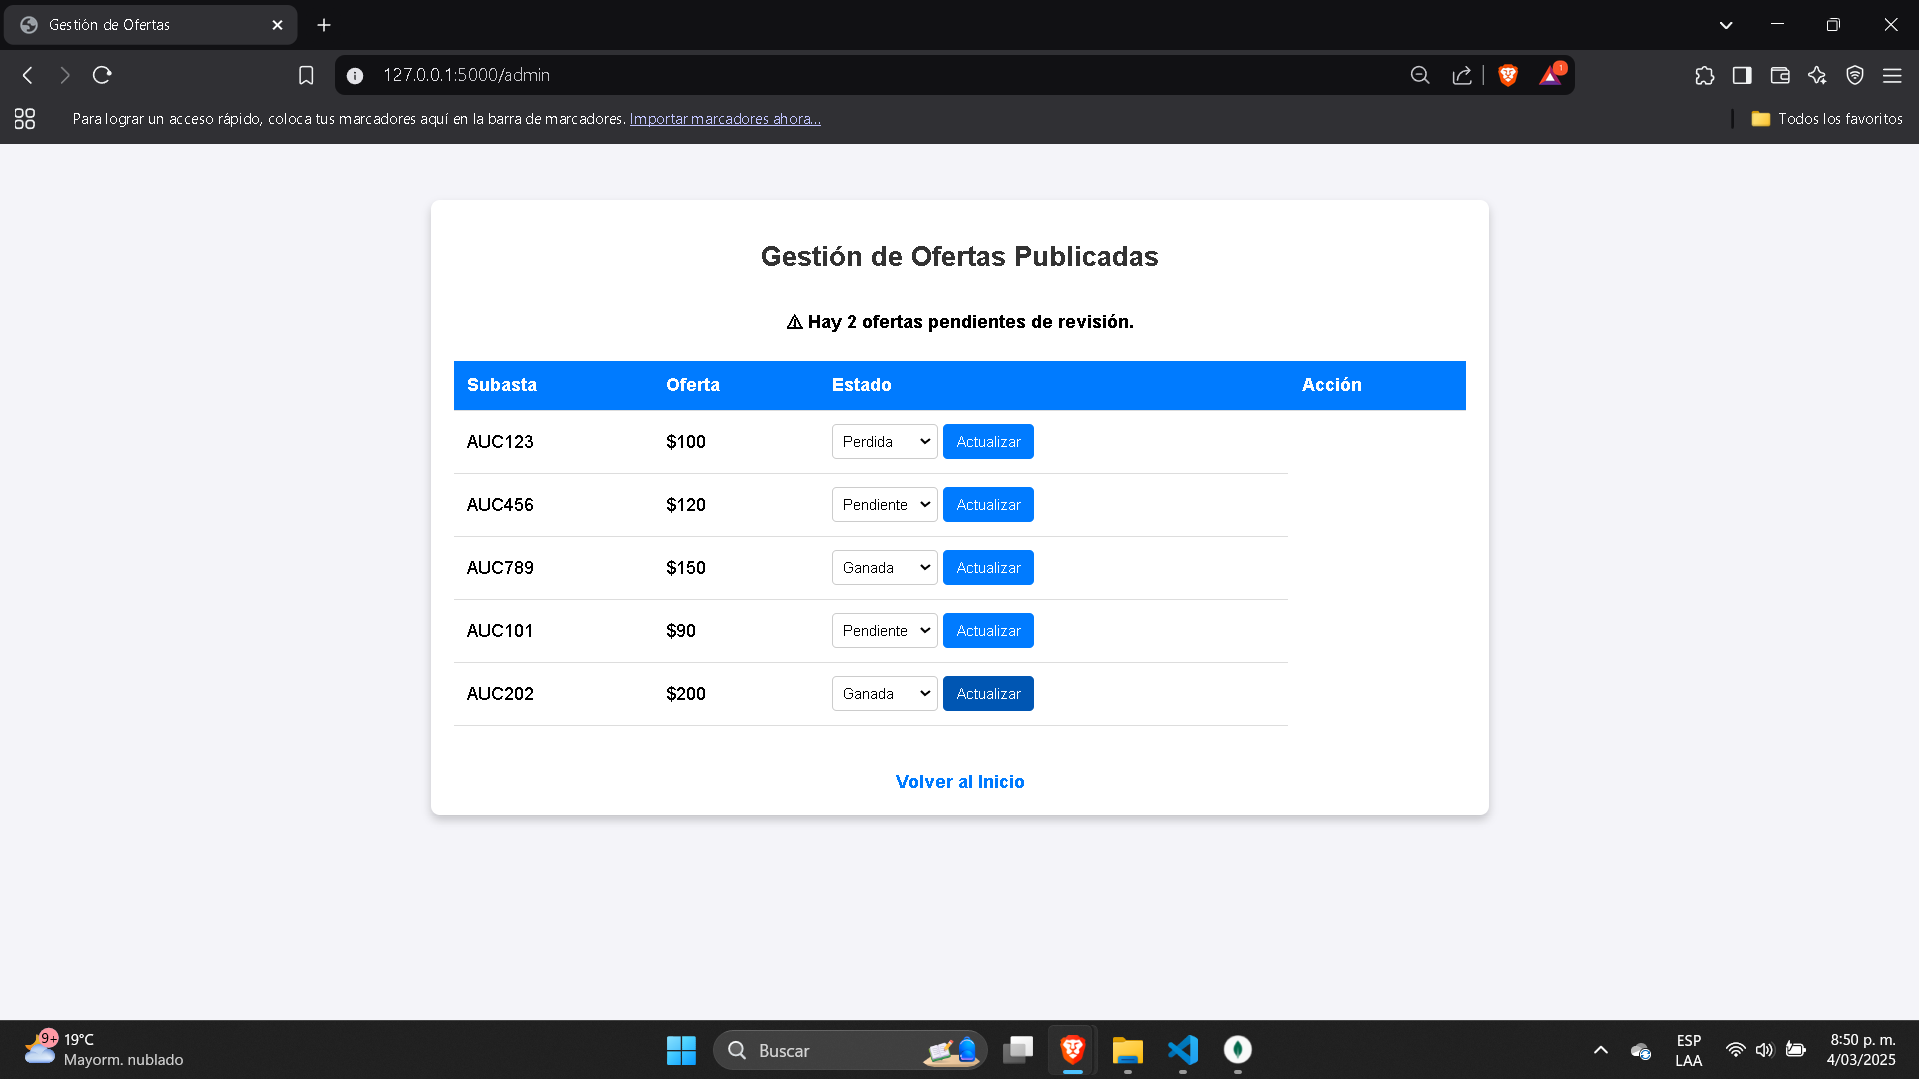 Gestión de Ofertas
127.0.0.1:5000/admin
1
Para lograr un acceso rápido, coloca tus marcadores aquí en la barra de marcadores. Importar marcadores ahora...
Todos los favoritos
Gestión de Ofertas Publicadas
⚠ Hay 2 ofertas pendientes de revisión.
Subasta Oferta Estado Acción
AUC123 $100 Perdida Actualizar
AUC456 $120 Pendiente Actualizar
AUC789 $150 Ganada Actualizar
AUC101 $90 Pendiente Actualizar
AUC202 $200 Ganada Actualizar
Volver al Inicio
9+
19°C
Mayorm. nublado
Buscar
ESP
LAA
8:50 p. m.
4/03/2025